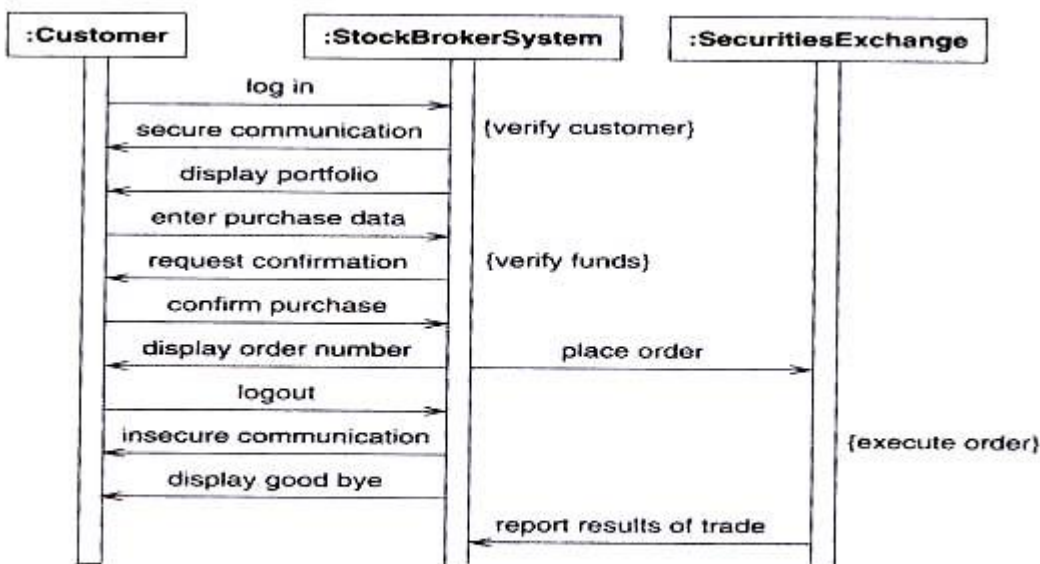 :Customer
:StockBrokerSystem
:SecuritiesExchange
log in
secure communication
{verify customer}
display portfolio
enter purchase data
request confirmation
{verify funds}
confirm purchase
display order number
place order
logout
insecure communication
{execute order}
display good bye
report results of trade